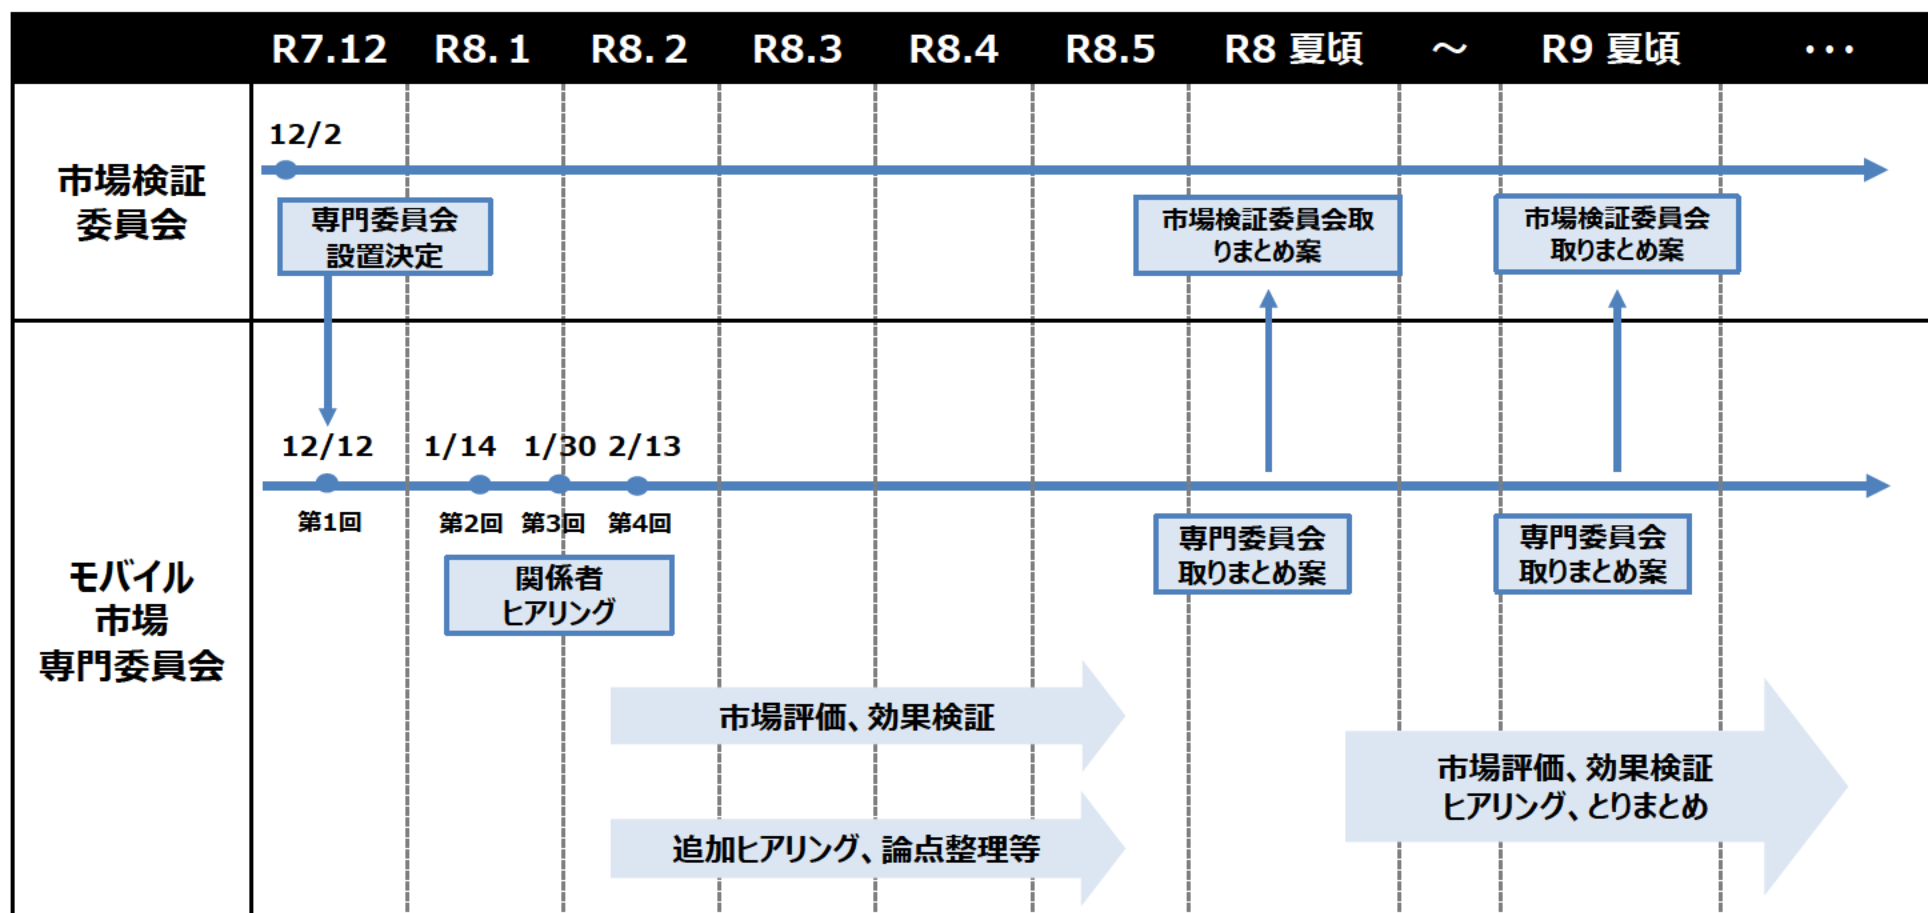 R7.12 R8. 1 R8. 2 R8.3 R8.4 R8.5 R8 夏頃 ～ R9 夏頃 ･･･
市場検証
委員会
12/2
専門委員会
設置決定
市場検証委員会取
りまとめ案
市場検証委員会
取りまとめ案
モバイル
市場
専門委員会
12/12 1/14 1/30 2/13
第1回 第2回 第3回 第4回
関係者
ヒアリング
専門委員会
取りまとめ案
専門委員会
取りまとめ案
市場評価、効果検証
追加ヒアリング、論点整理等
市場評価、効果検証
ヒアリング、とりまとめ